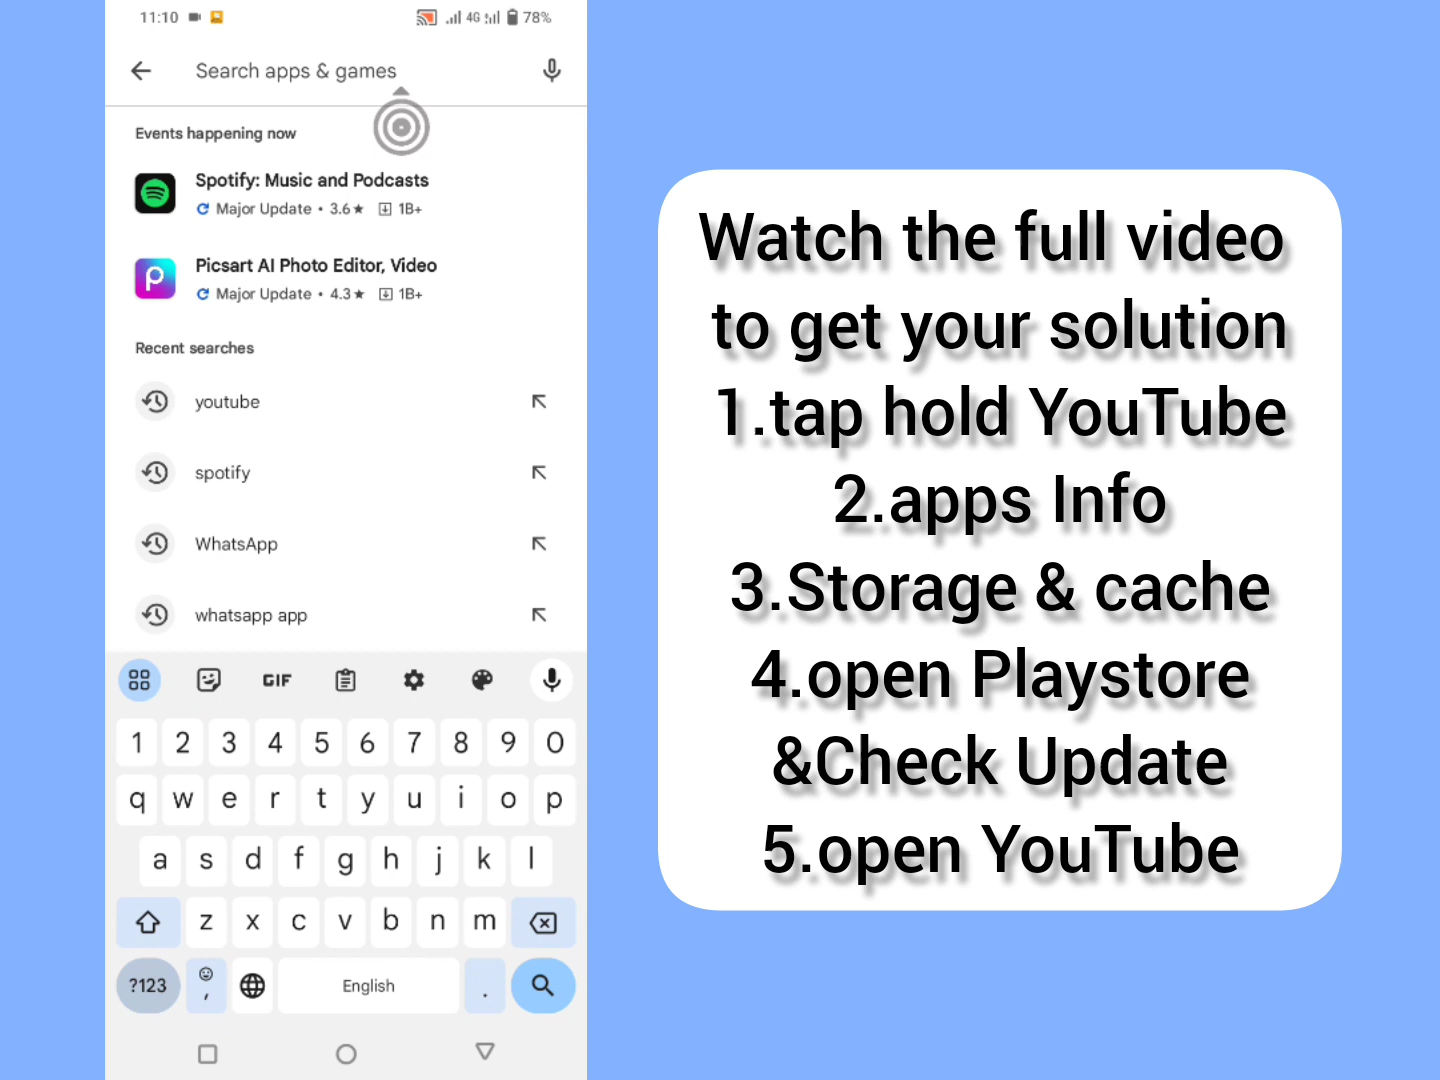 11:10
4G
78%
Search apps & games
Events happening now
Spotify: Music and Podcasts
Major Update • 3.6★ 1B+
Picsart AI Photo Editor, Video
Major Update • 4.3★ 1B+
Recent searches
youtube
spotify
WhatsApp
whatsapp app
GIF
1 2 3 4 5 6 7 8 9 0
q w e r t y u i o p
a s d f g h j k l
z x c v b n m
?123 , English .
Watch the full video
to get your solution
1.tap hold YouTube
2.apps Info
3.Storage & cache
4.open Playstore
&Check Update
5.open YouTube